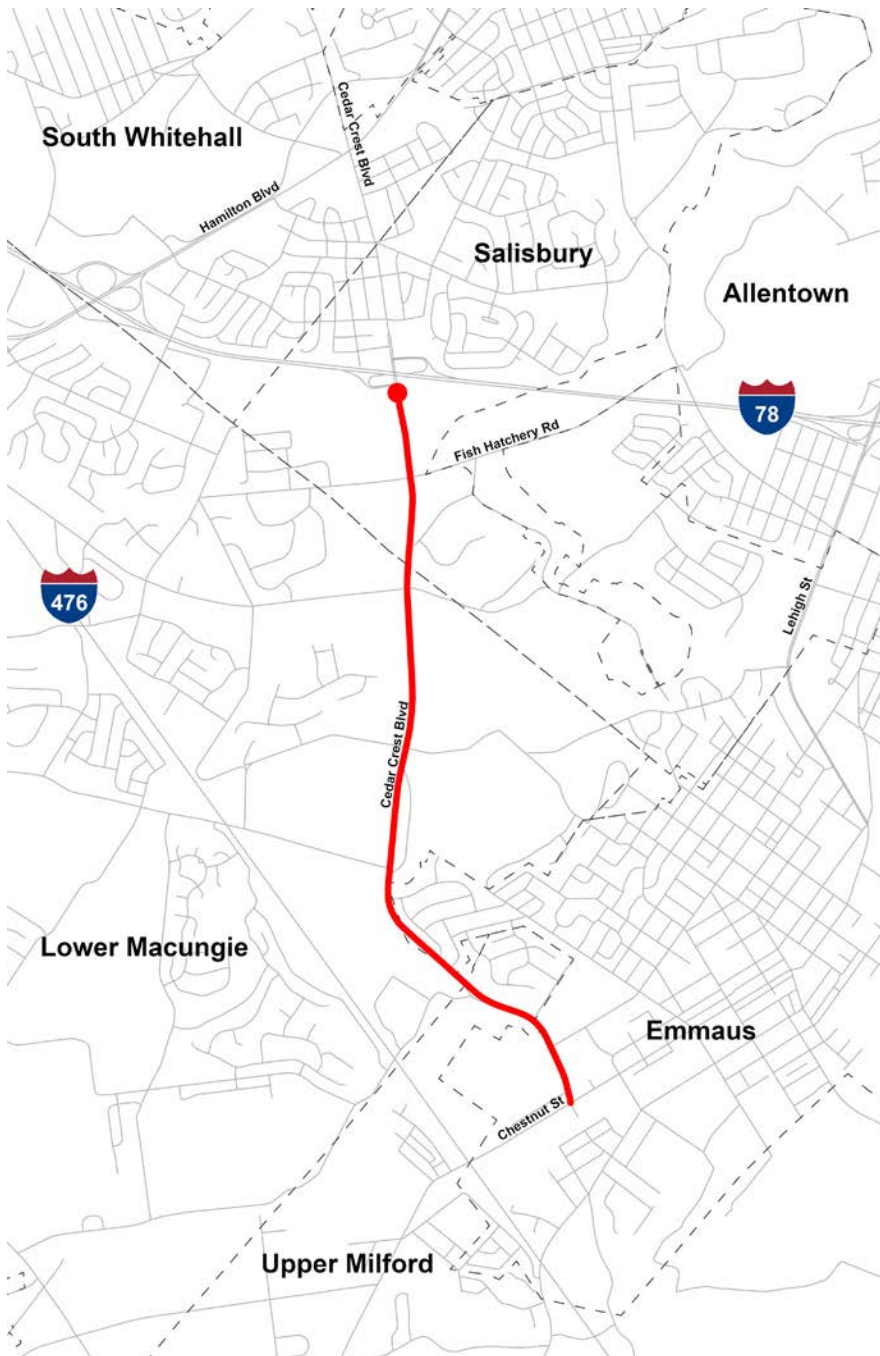 South Whitehall
Cedar Crest Blvd
Hamilton Blvd
Salisbury
Allentown
78
Fish Hatchery Rd
476
Lehigh St
Cedar Crest Blvd
Lower Macungie
Emmaus
Chestnut St
Upper Milford